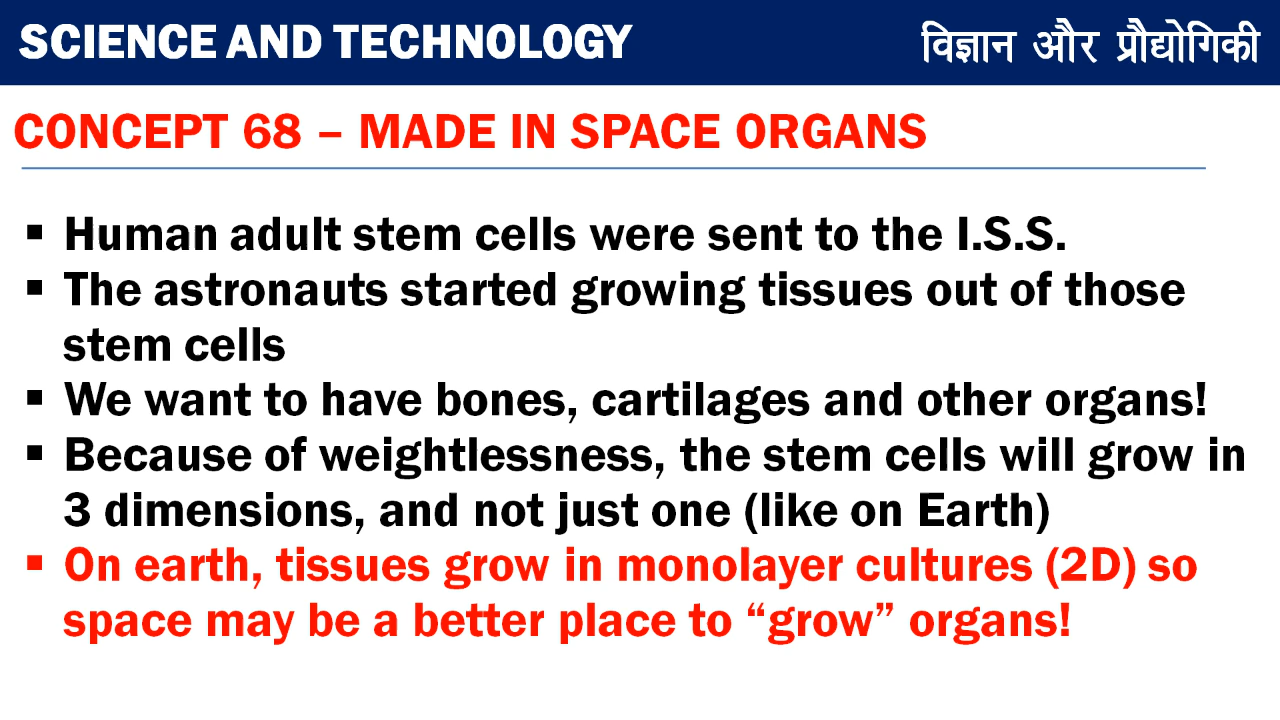 SCIENCE AND TECHNOLOGY
विज्ञान और प्रौद्योगिकी
CONCEPT 68 – MADE IN SPACE ORGANS
▪ Human adult stem cells were sent to the I.S.S.
▪ The astronauts started growing tissues out of those
stem cells
▪ We want to have bones, cartilages and other organs!
▪ Because of weightlessness, the stem cells will grow in
3 dimensions, and not just one (like on Earth)
▪ On earth, tissues grow in monolayer cultures (2D) so
space may be a better place to “grow” organs!